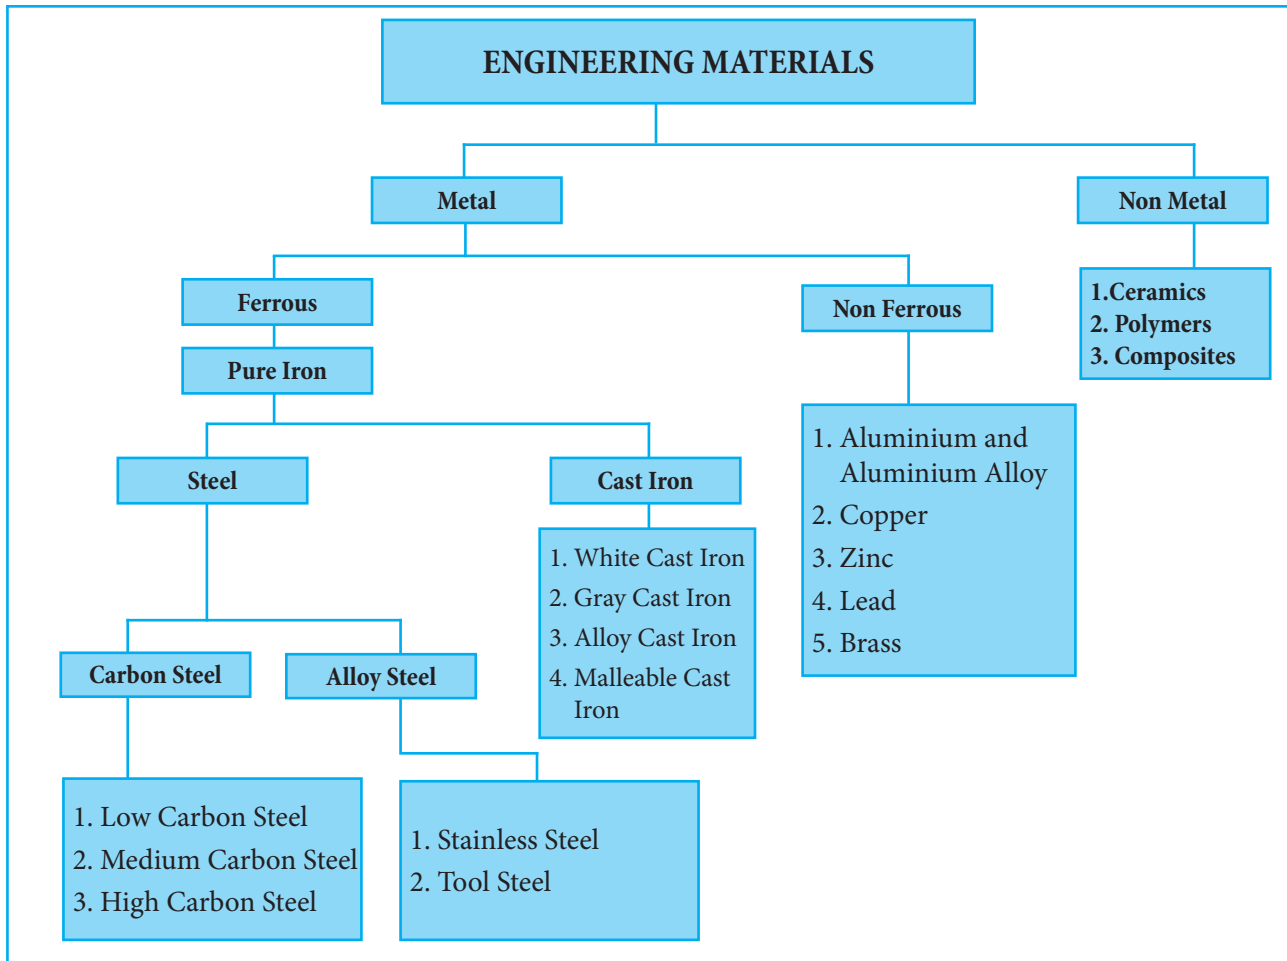 ENGINEERING MATERIALS
Metal
Non Metal
Ferrous
Non Ferrous
1.Ceramics
2. Polymers
3. Composites
Pure Iron
Steel
Cast Iron
1. Aluminium and
Aluminium Alloy
2. Copper
3. Zinc
4. Lead
5. Brass
1. White Cast Iron
2. Gray Cast Iron
3. Alloy Cast Iron
4. Malleable Cast
Iron
Carbon Steel
Alloy Steel
1. Low Carbon Steel
2. Medium Carbon Steel
3. High Carbon Steel
1. Stainless Steel
2. Tool Steel